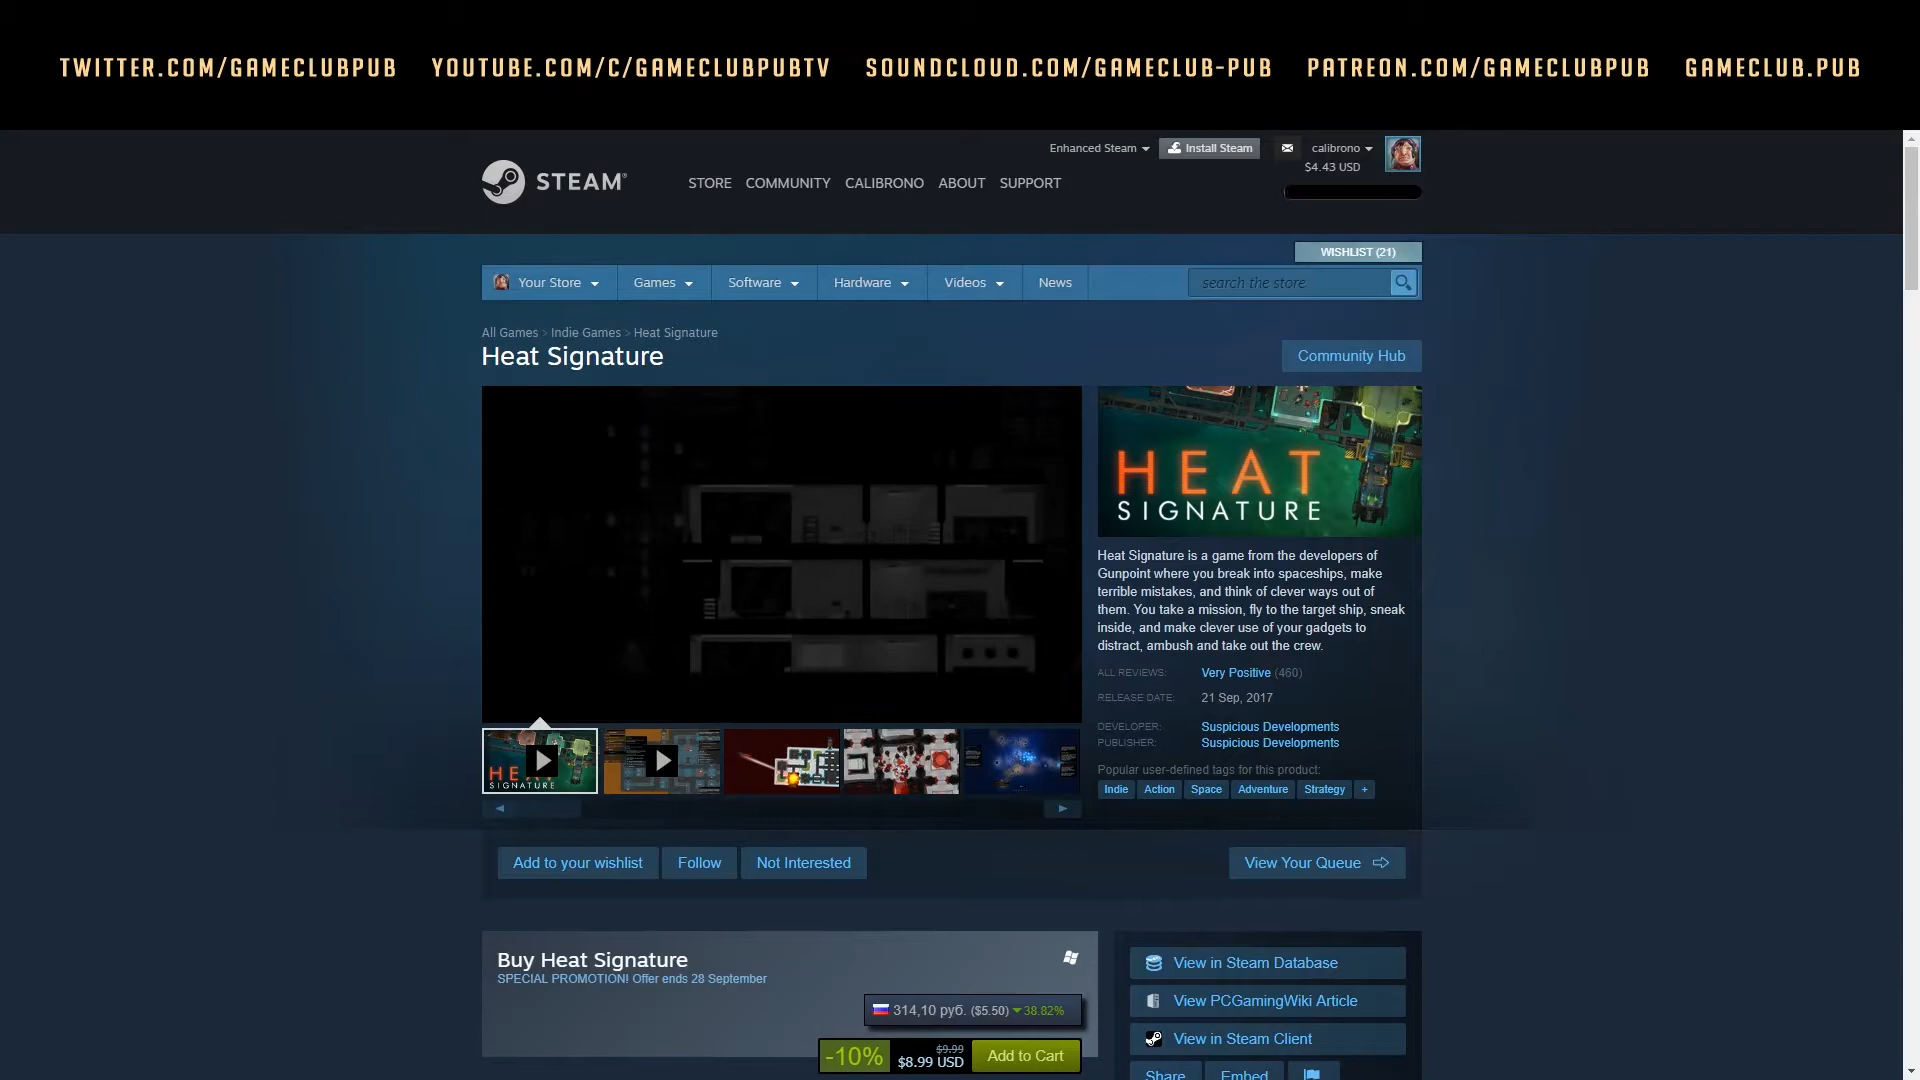 TWITTER.COM/GAMECLUBPUB YOUTUBE.COM/C/GAMECLUBPUBTV SOUNDCLOUD.COM/GAMECLUB-PUB PATREON.COM/GAMECLUBPUB GAMECLUB.PUB
Enhanced Steam Install Steam calibrono
$4.43 USD
STEAM®
STORE COMMUNITY CALIBRONO ABOUT SUPPORT
WISHLIST (21)
Your Store Games Software Hardware Videos News search the store
All Games > Indie Games > Heat Signature
Heat Signature
Community Hub
HEAT
SIGNATURE
Heat Signature is a game from the developers of
Gunpoint where you break into spaceships, make
terrible mistakes, and think of clever ways out of
them. You take a mission, fly to the target ship, sneak
inside, and make clever use of your gadgets to
distract, ambush and take out the crew.
ALL REVIEWS: Very Positive (460)
RELEASE DATE: 21 Sep, 2017
DEVELOPER: Suspicious Developments
PUBLISHER: Suspicious Developments
Popular user-defined tags for this product:
Indie Action Space Adventure Strategy +
HEAT
SIGNATURE
Add to your wishlist Follow Not Interested View Your Queue
Buy Heat Signature
SPECIAL PROMOTION! Offer ends 28 September
314,10 pуб. ($5.50) 38.82%
-10% $9.99 $8.99 USD Add to Cart
View in Steam Database
View PCGamingWiki Article
View in Steam Client
Share Embed